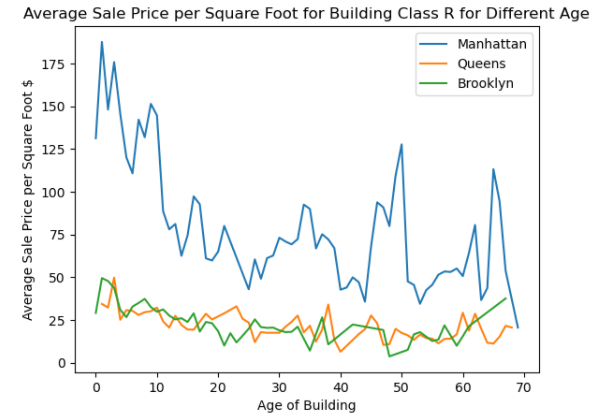 Average Sale Price per Square Foot for Building Class R for Different Age
Manhattan
Queens
Brooklyn
Average Sale Price per Square Foot $
175
150
125
100
75
50
25
0
0 10 20 30 40 50 60 70
Age of Building